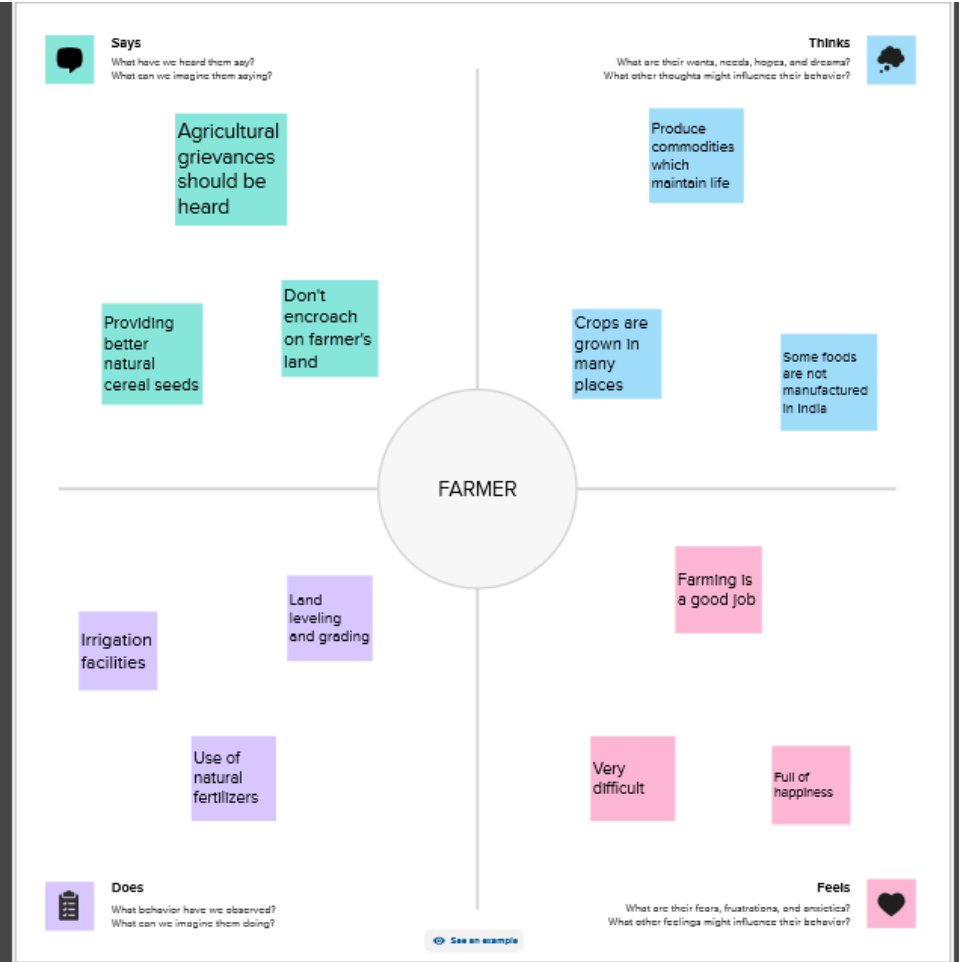 Says
What have we heard them say?
What can we imagine them saying?
Agricultural
grievances
should be
heard
Providing
better
natural
cereal seeds
Don't
encroach
on farmer's
land
Thinks
What are their wants, needs, hopes, and dreams?
What other thoughts might influence their behavior?
Produce
commodities
which
maintain life
Crops are
grown in
many
places
Some foods
are not
manufactured
in india
FARMER
Irrigation
facilities
Land
leveling
and grading
Use of
natural
fertilizers
Does
What behavior have we observed?
What can we imagine them doing?
Farming is
a good job
Very
difficult
Full of
happiness
Feels
What are their fears, frustrations, and anxieties?
What other feelings might influence their behavior?
See an example